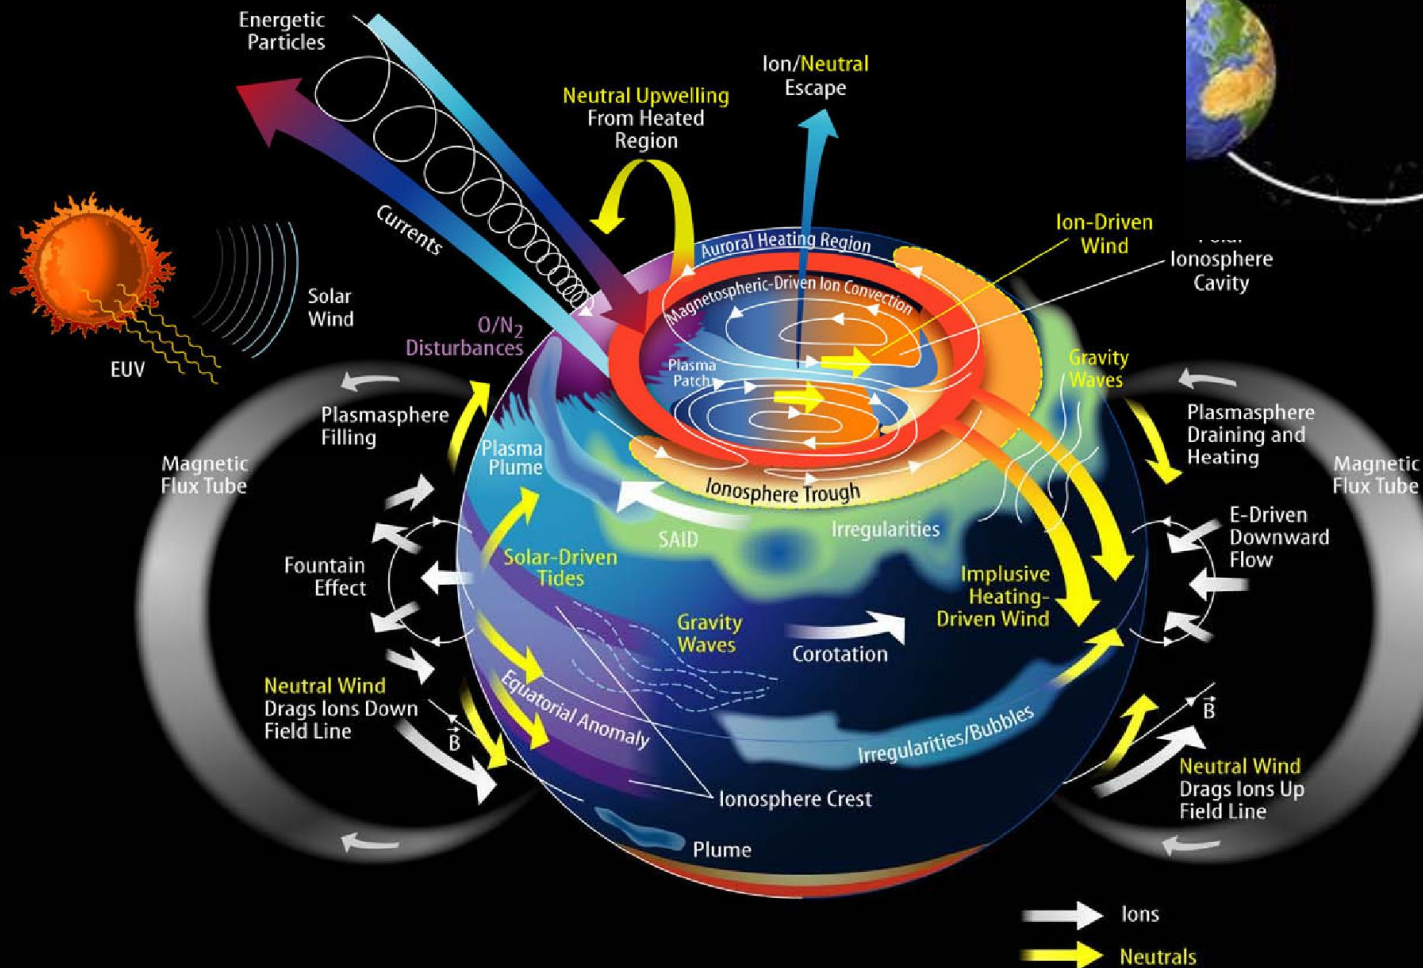 Energetic
Particles
Ion/Neutral
Escape
Neutral Upwelling
From Heated
Region
Currents
Solar
Wind
EUV
Ion-Driven
Wind
Ionosphere
Cavity
Auroral Heating Region
Magnetospheric-Driven Ion Convection
O/N2
Disturbances
Plasma
Patch
Gravity
Waves
Plasmasphere
Filling
Plasmasphere
Draining and
Heating
Magnetic
Flux Tube
Magnetic
Flux Tube
Plasma
Plume
Ionosphere Trough
SAID
Irregularities
E-Driven
Downward
Flow
Fountain
Effect
Solar-Driven
Tides
Implusive
Heating-
Driven Wind
Gravity
Waves
Corotation
Neutral Wind
Drags Ions Down
Field Line
B
Equatorial Anomaly
Irregularities/Bubbles
B
Neutral Wind
Drags Ions Up
Field Line
Ionosphere Crest
Plume
Ions
Neutrals